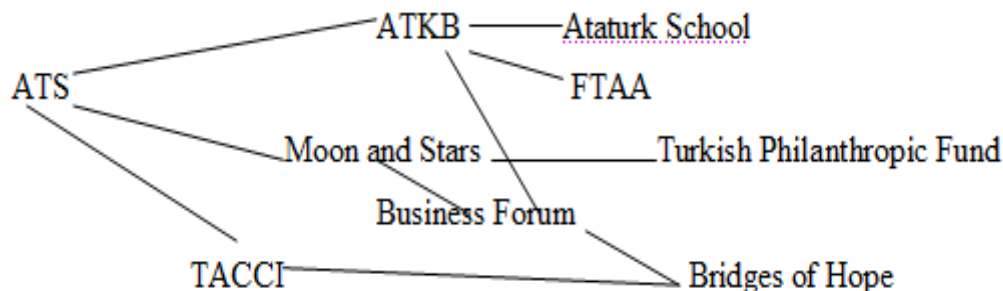 ATKB
Ataturk School
ATS
FTAA
Moon and Stars
Turkish Philanthropic Fund
Business Forum
TACCI
Bridges of Hope